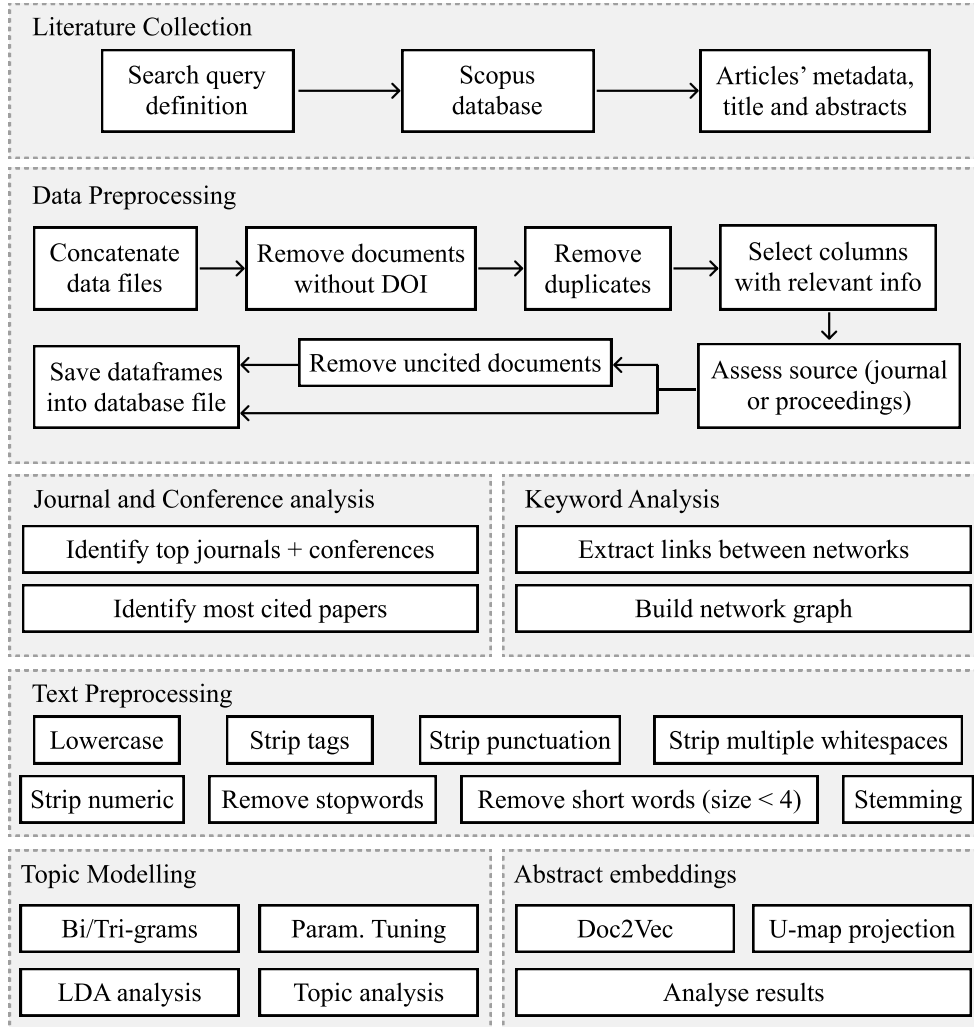 Literature Collection
Search query
definition
Scopus
database
Articles’ metadata,
title and abstracts
Data Preprocessing
Concatenate
data files
Remove documents
without DOI
Remove
duplicates
Select columns
with relevant info
Save dataframes
into database file
Remove uncited documents
Assess source (journal
or proceedings)
Journal and Conference analysis
Identify top journals + conferences
Identify most cited papers
Keyword Analysis
Extract links between networks
Build network graph
Text Preprocessing
Lowercase
Strip tags
Strip punctuation
Strip multiple whitespaces
Strip numeric
Remove stopwords
Remove short words (size < 4)
Stemming
Topic Modelling
Bi/Tri-grams
Param. Tuning
LDA analysis
Topic analysis
Abstract embeddings
Doc2Vec
U-map projection
Analyse results